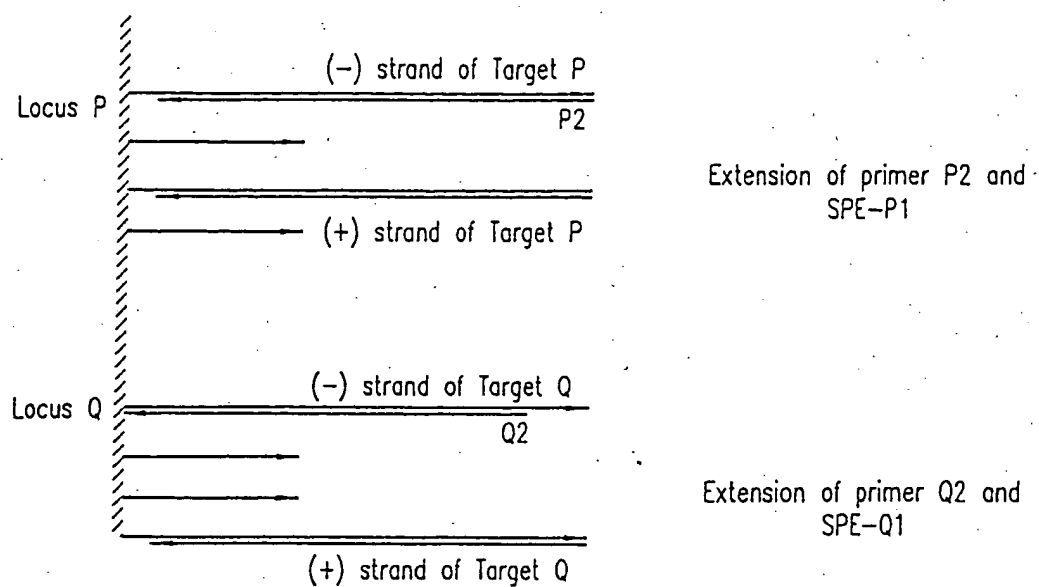 (-) strand of Target P
Locus P
P2
Extension of primer P2 and
SPE-P1
(+) strand of Target P
(-) strand of Target Q
Locus Q
Q2
Extension of primer Q2 and
SPE-Q1
(+) strand of Target Q